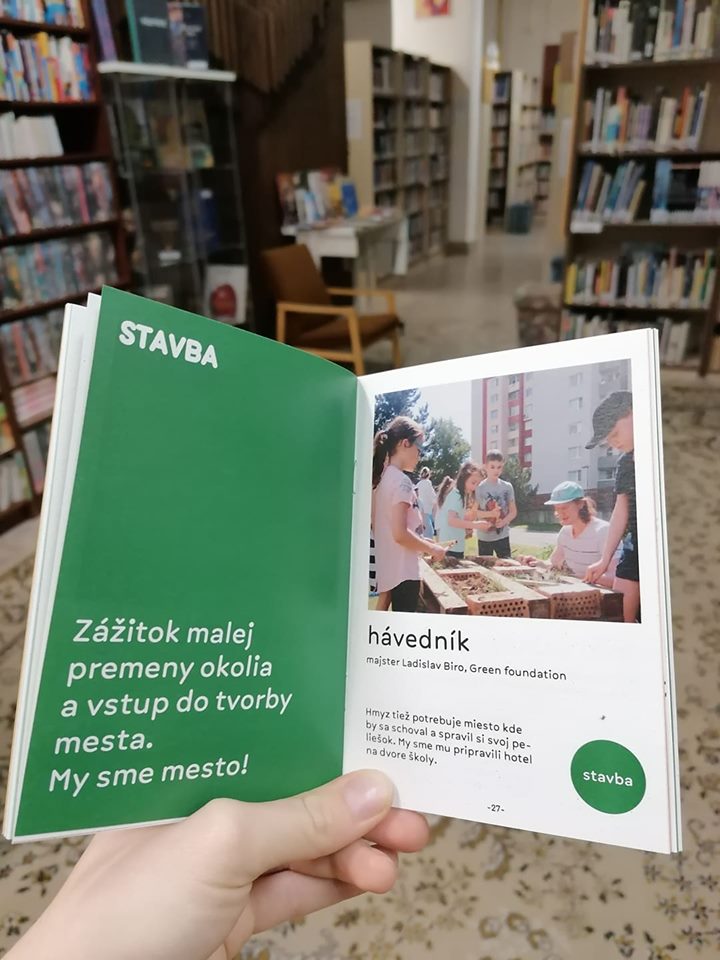 STAVBA
Zážitok malej
premeny okolia
a vstup do tvorby
mesta.
My sme mesto!
hávedník
majster Ladislav Biro, Green foundation
Hmyz tiež potrebuje miesto kde
by sa schoval a spravil si svoj pe-
liešok. My sme mu pripravili hotel
na dvore školy.
stavba
-27-